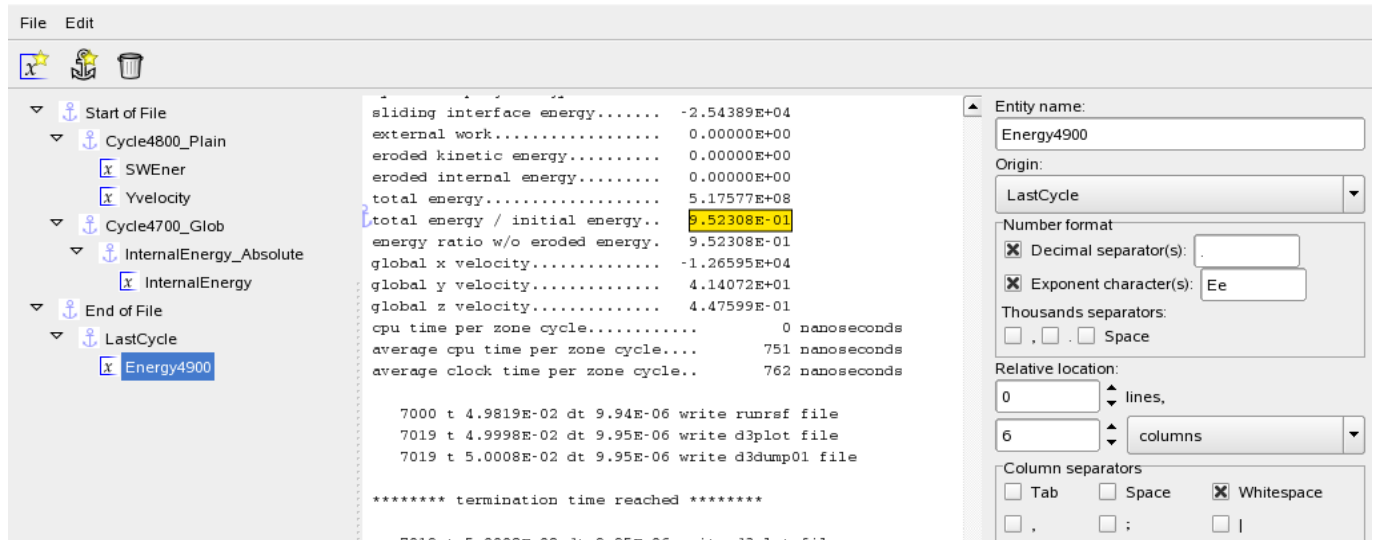 File Edit
Start of File
Cycle4800_Plain
x SWEner
x Yvelocity
Cycle4700_Glob
InternalEnergy_Absolute
x InternalEnergy
End of File
LastCycle
x Energy4900
sliding interface energy....... -2.54389E+04
external work.................. 0.00000E+00
eroded kinetic energy.......... 0.00000E+00
eroded internal energy......... 0.00000E+00
total energy................... 5.17577E+08
total energy / initial energy.. 9.52308E-01
energy ratio w/o eroded energy. 9.52308E-01
global x velocity.............. -1.26595E+04
global y velocity.............. 4.14072E+01
global z velocity.............. 4.47599E-01
cpu time per zone cycle............ 0 nanoseconds
average cpu time per zone cycle.... 751 nanoseconds
average clock time per zone cycle.. 762 nanoseconds
7000 t 4.9819E-02 dt 9.94E-06 write runrsf file
7019 t 4.9998E-02 dt 9.95E-06 write d3plot file
7019 t 5.0008E-02 dt 9.95E-06 write d3dump01 file
******** termination time reached ********
Entity name:
Energy4900
Origin:
LastCycle
Number format
Decimal separator(s): .
Exponent character(s): Ee
Thousands separators:
, . Space
Relative location:
0 lines,
6 columns
Column separators
Tab Space Whitespace
, ; |